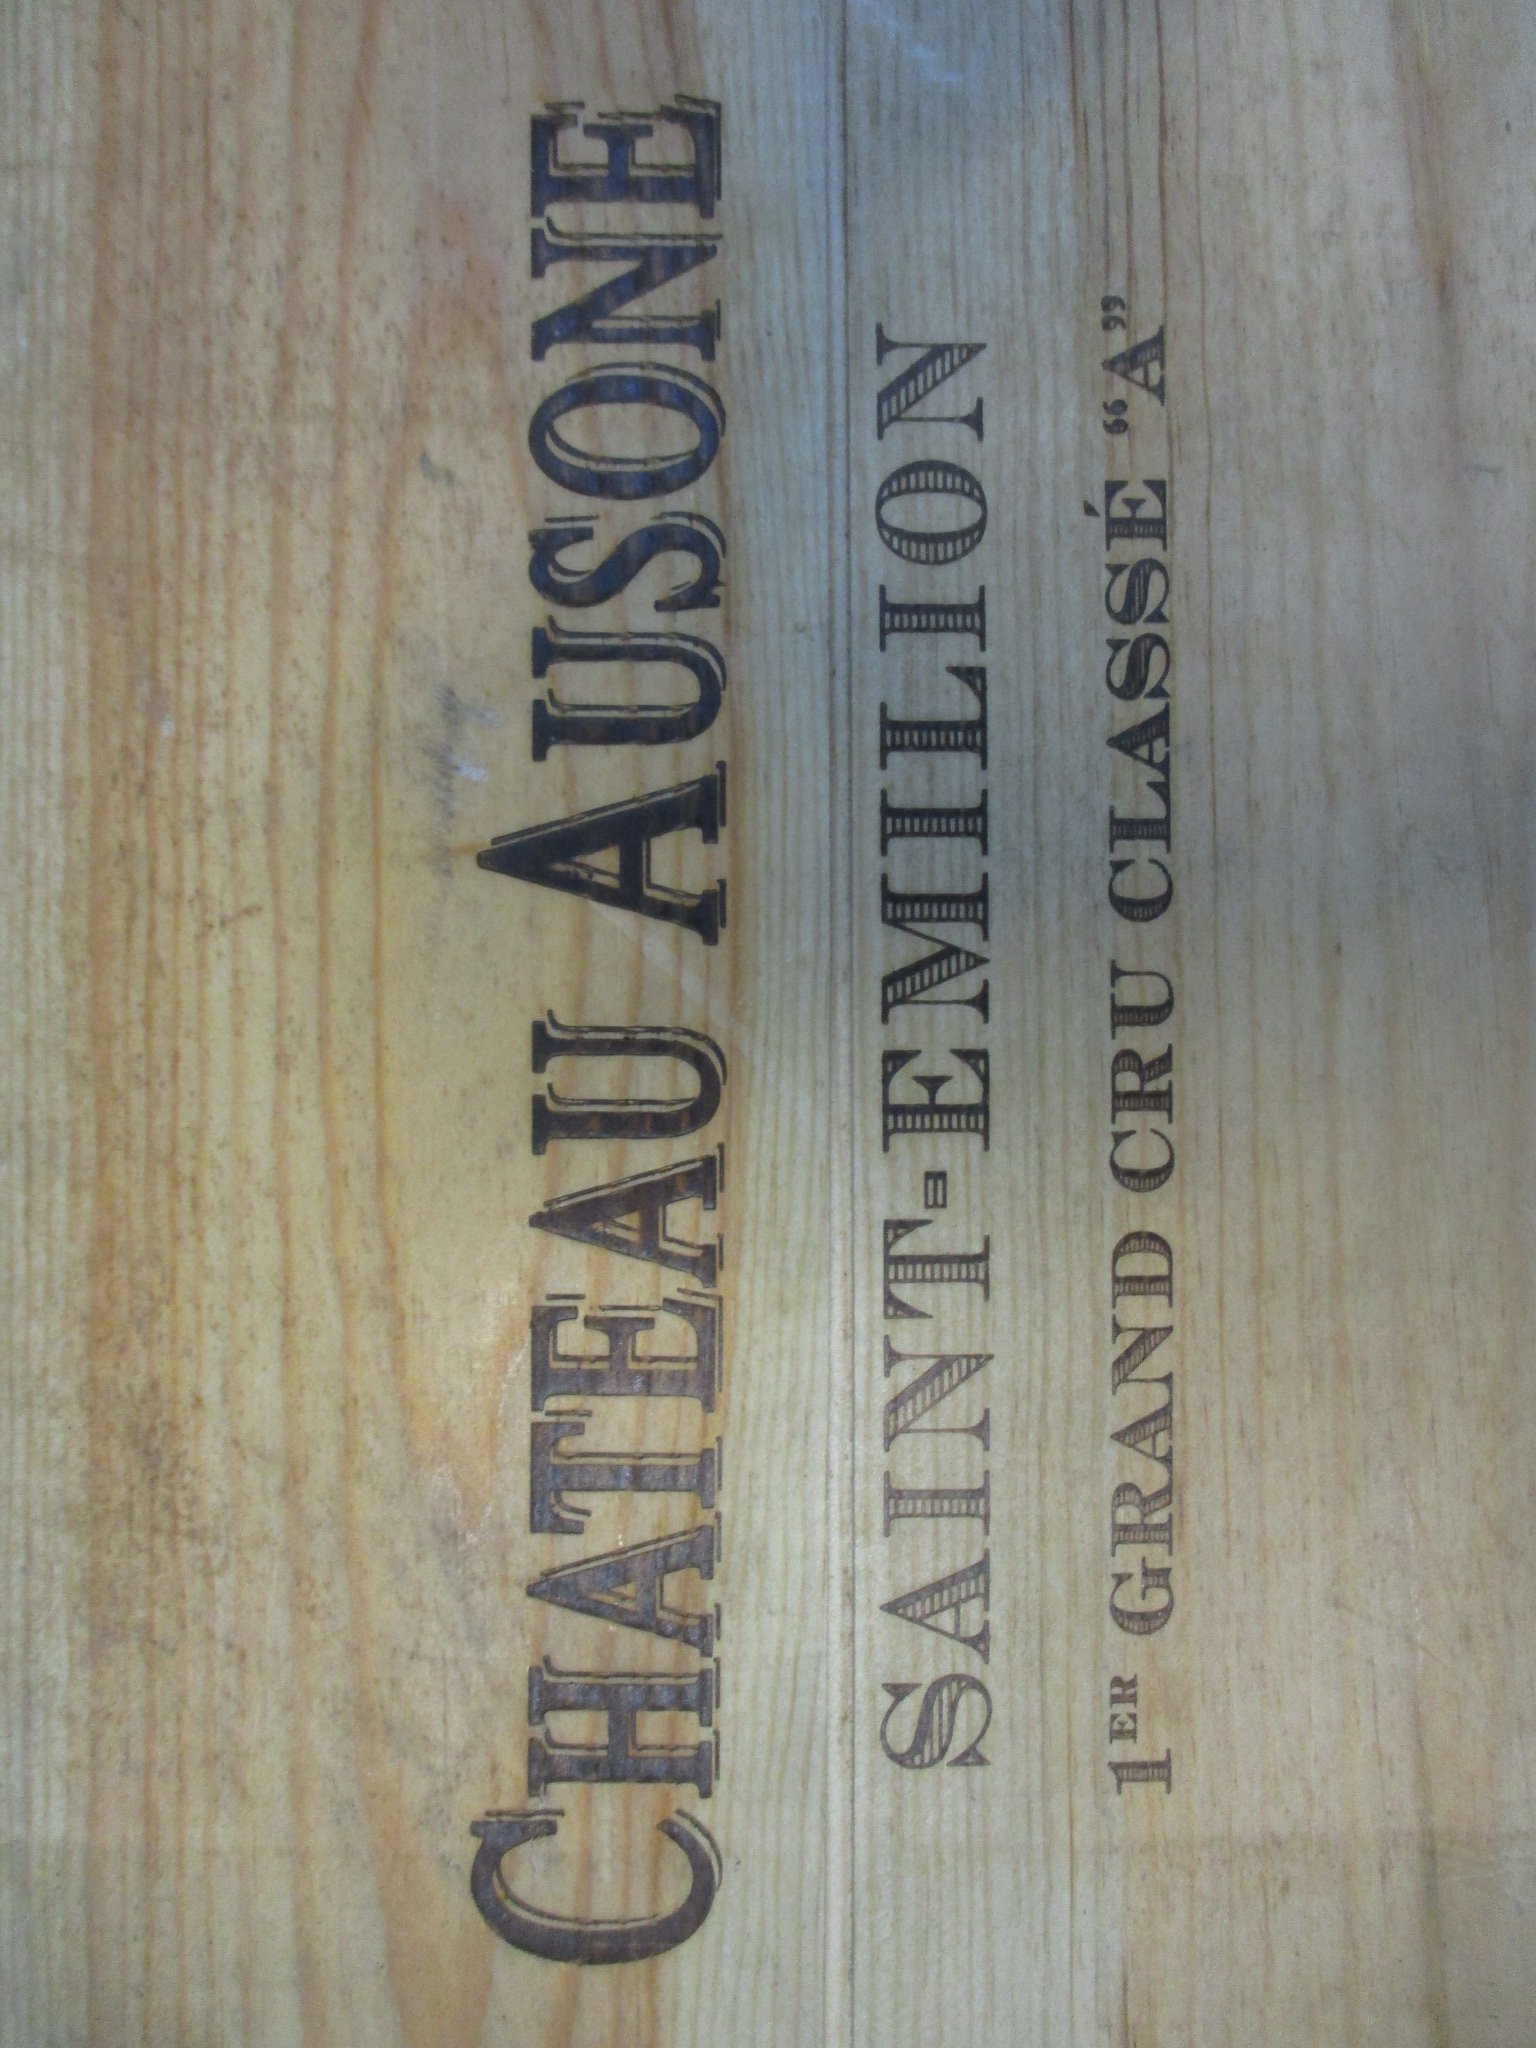 CHATEAU AUSONE
SAINT-EMILION
1ER GRAND CRU CLASSÉ “A”